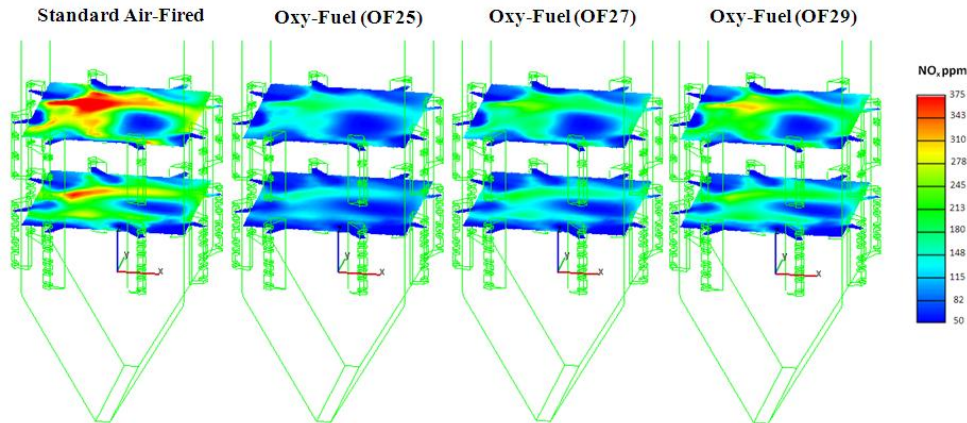 Standard Air-Fired Oxy-Fuel (OF25) Oxy-Fuel (OF27) Oxy-Fuel (OF29)
NOx ppm
375
343
310
278
245
213
180
148
115
82
50
Y
X
Y
X
Y
X
Y
X